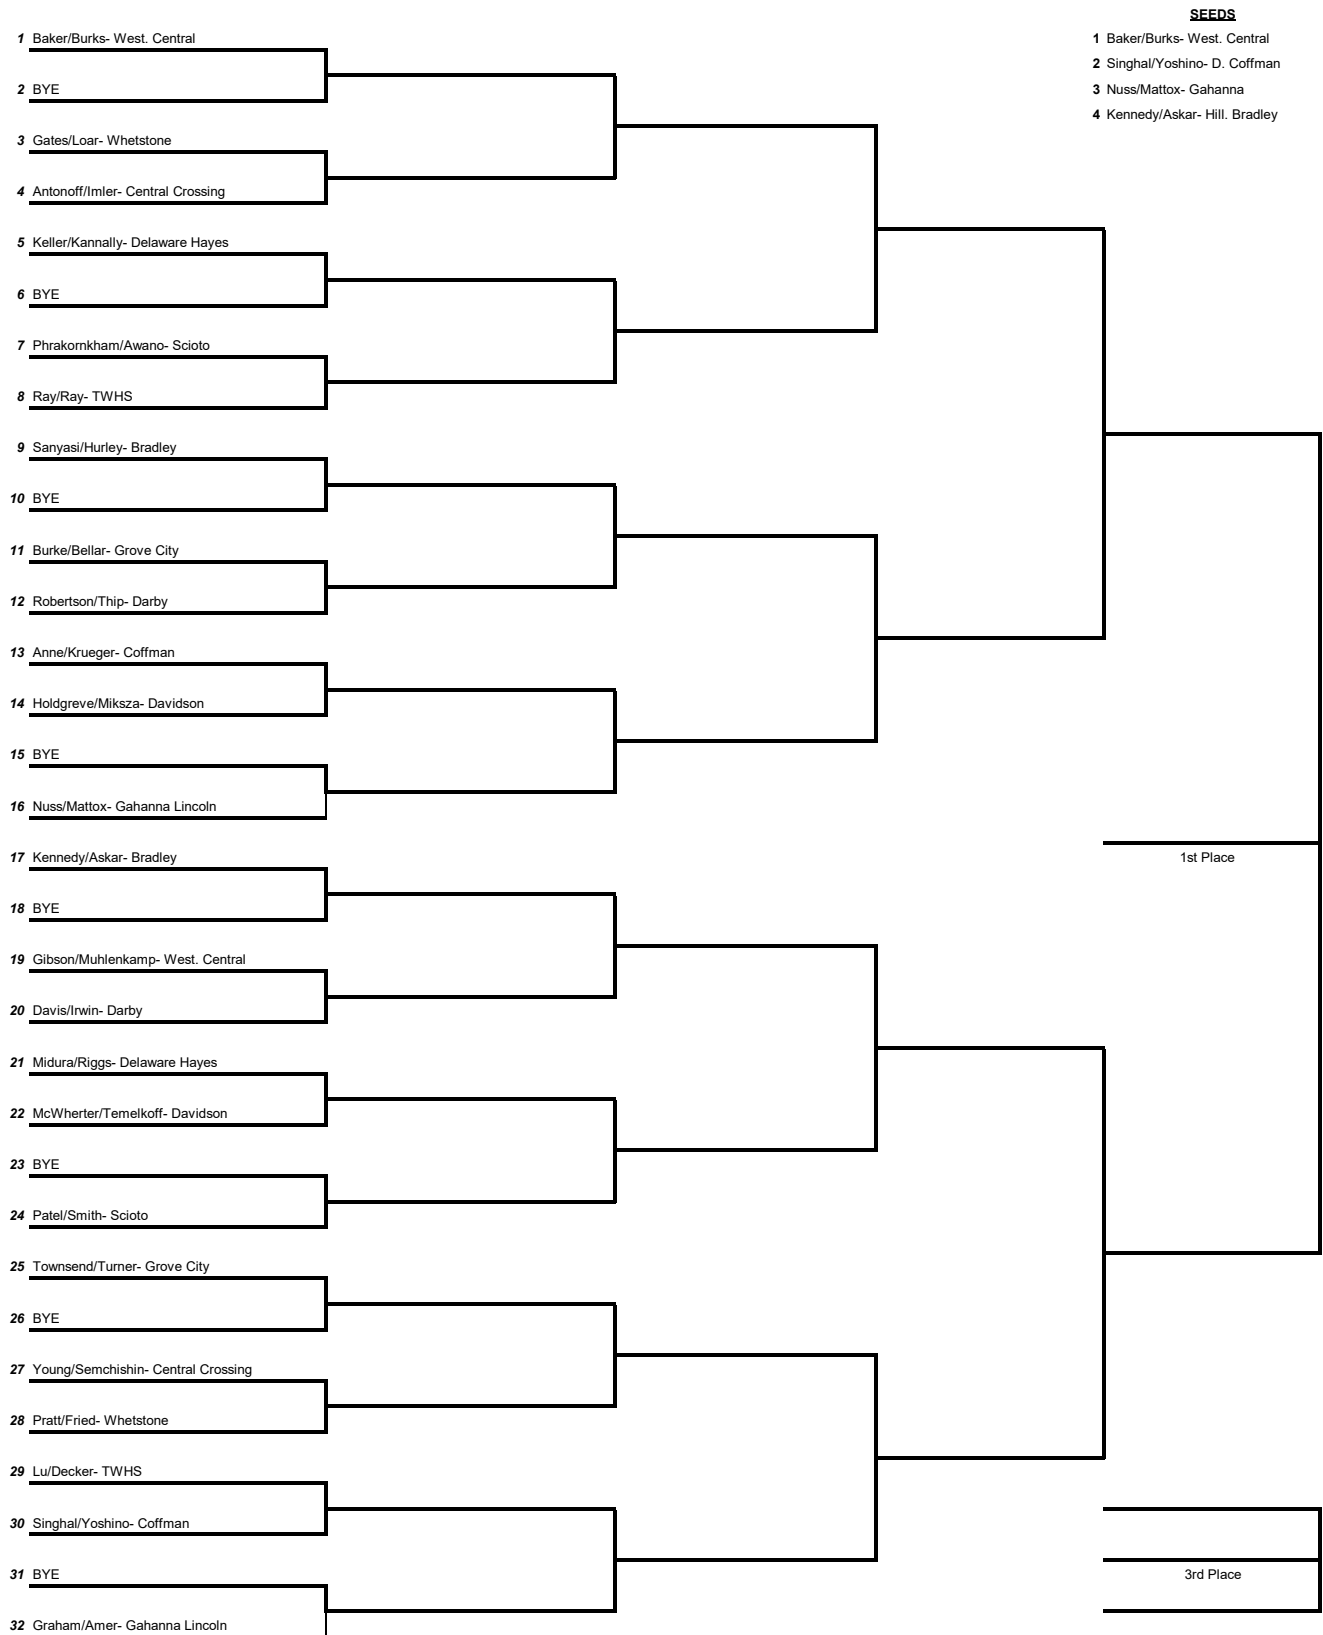 SEEDS
1 Baker/Burks- West. Central
2 Singhal/Yoshino- D. Coffman
3 Nuss/Mattox- Gahanna
4 Kennedy/Askar- Hill. Bradley
1 Baker/Burks- West. Central
2 BYE
3 Gates/Loar- Whetstone
4 Antonoff/Imler- Central Crossing
5 Keller/Kannally- Delaware Hayes
6 BYE
7 Phrakornkham/Awano- Scioto
8 Ray/Ray- TWHS
9 Sanyasi/Hurley- Bradley
10 BYE
11 Burke/Bellar- Grove City
12 Robertson/Thip- Darby
13 Anne/Krueger- Coffman
14 Holdgreve/Miksza- Davidson
15 BYE
16 Nuss/Mattox- Gahanna Lincoln
17 Kennedy/Askar- Bradley
1st Place
18 BYE
19 Gibson/Muhlenkamp- West. Central
20 Davis/Irwin- Darby
21 Midura/Riggs- Delaware Hayes
22 McWherter/Temelkoff- Davidson
23 BYE
24 Patel/Smith- Scioto
25 Townsend/Turner- Grove City
26 BYE
27 Young/Semchishin- Central Crossing
28 Pratt/Fried- Whetstone
29 Lu/Decker- TWHS
30 Singhal/Yoshino- Coffman
31 BYE
3rd Place
32 Graham/Amer- Gahanna Lincoln